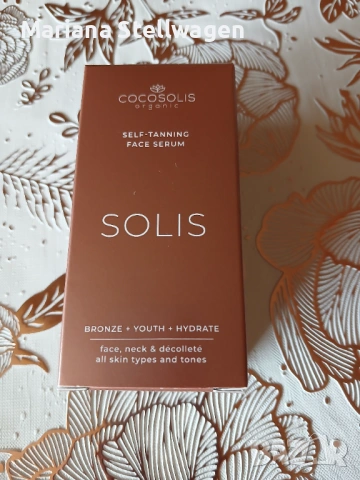 Mariana Stellwagen
COCOSOLIS
organic
SELF-TANNING
FACE SERUM
SOLIS
BRONZE + YOUTH + HYDRATE
face, neck & décolleté
all skin types and tones